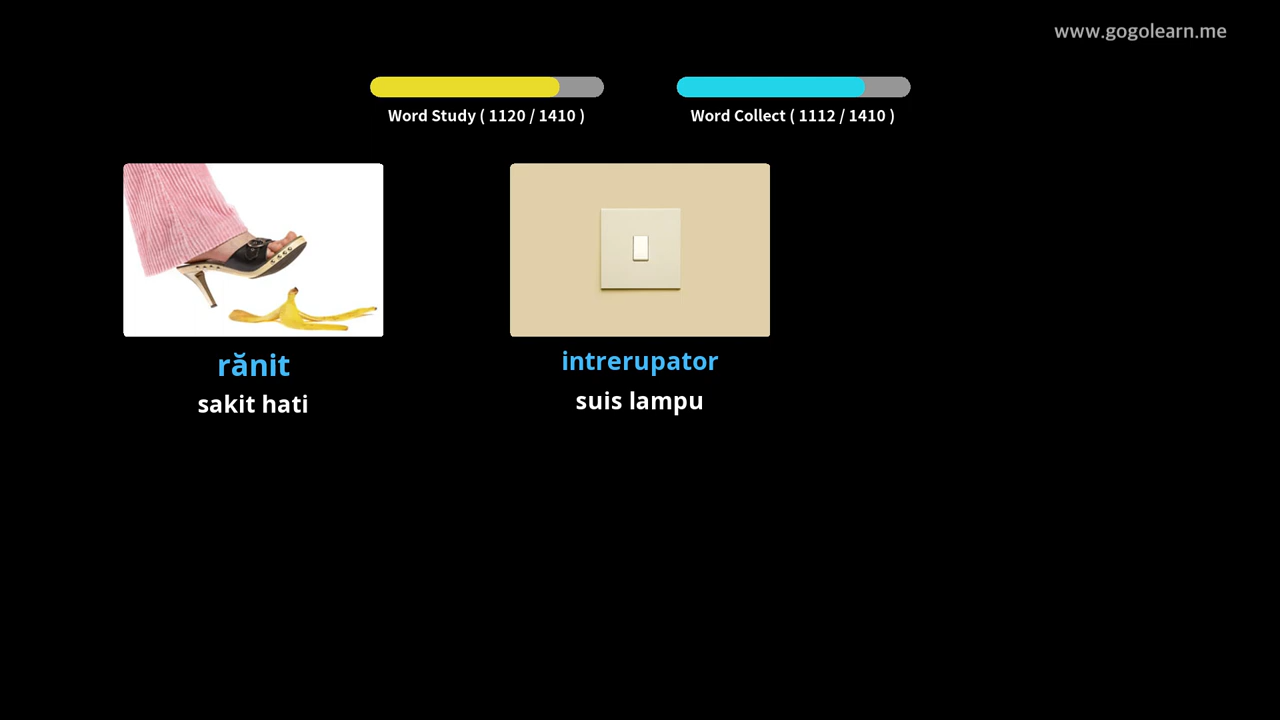 www.gogolearn.me
Word Study ( 1120 / 1410 )
Word Collect ( 1112 / 1410 )
rănit
sakit hati
intrerupator
suis lampu